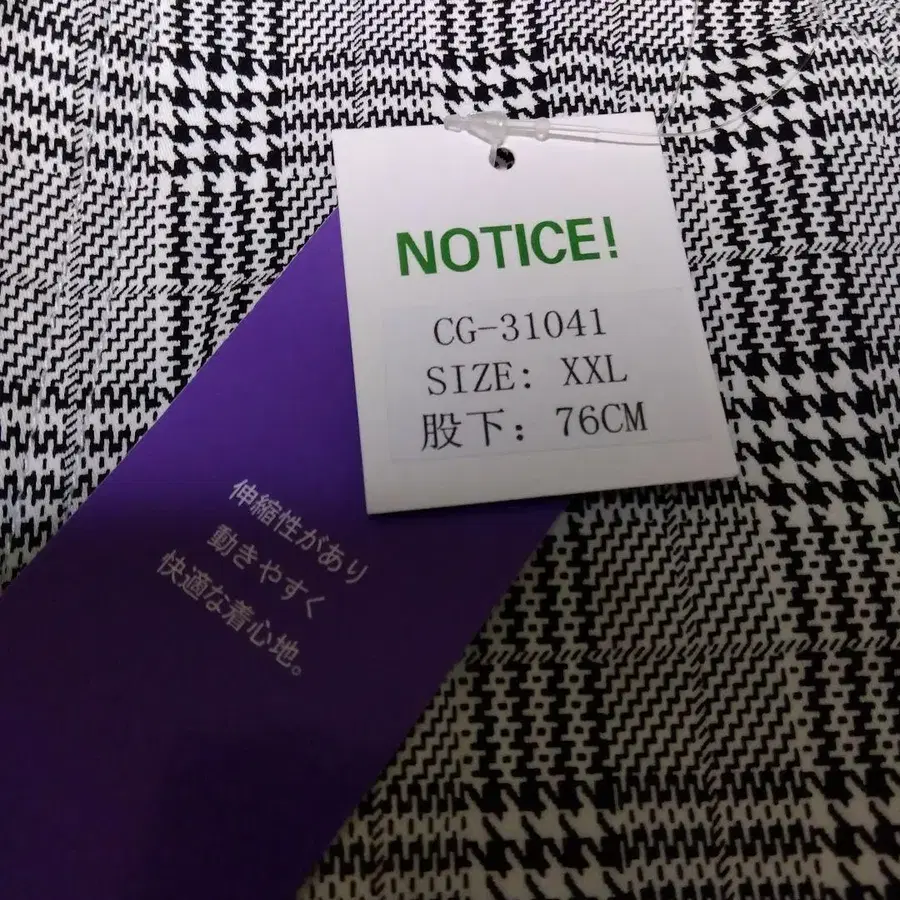 NOTICE!
CG-31041
SIZE: XXL
股下: 76CM
伸縮性があり
動きやすく
快適な着心地。